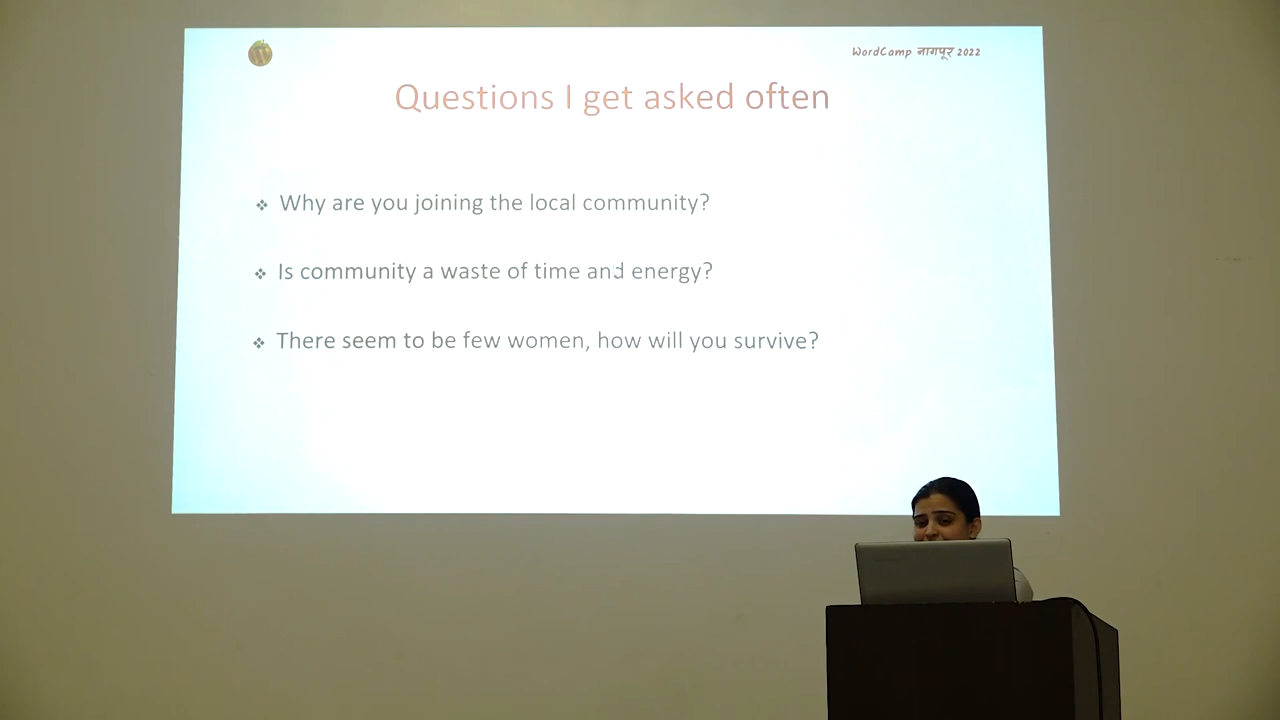 WordCamp नागपूर 2022
Questions I get asked often
❖ Why are you joining the local community?
❖ Is community a waste of time and energy?
❖ There seem to be few women, how will you survive?